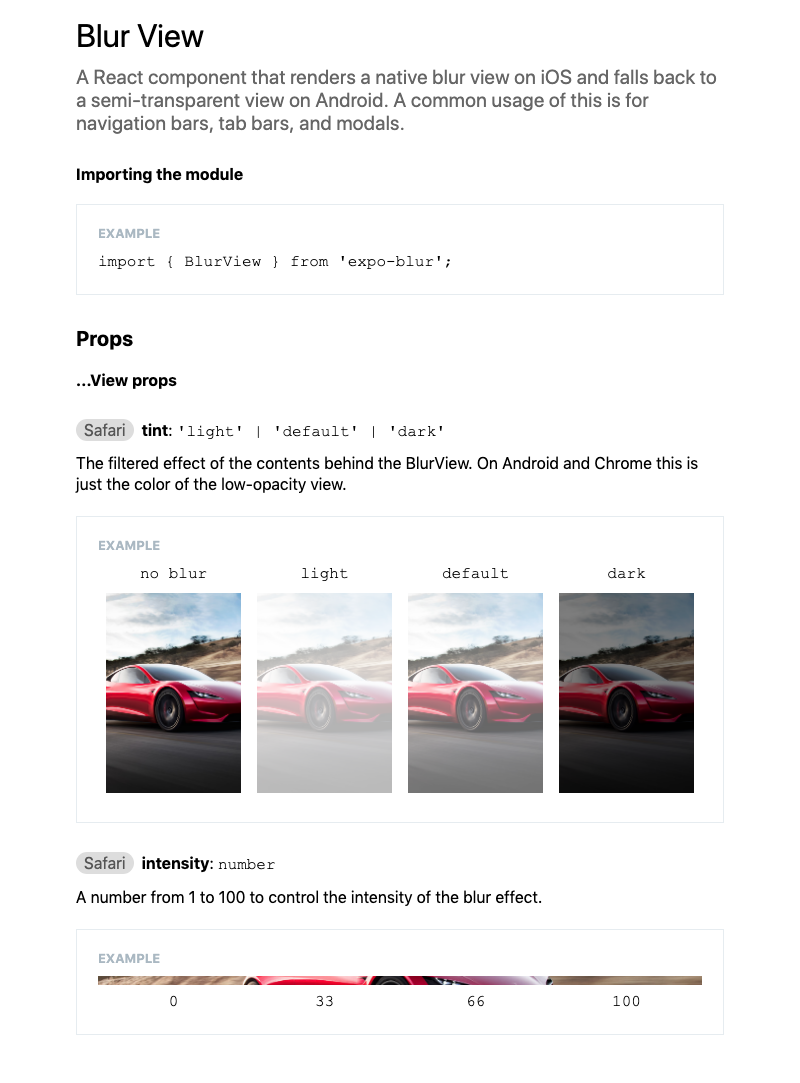 Blur View
A React component that renders a native blur view on iOS and falls back to
a semi-transparent view on Android. A common usage of this is for
navigation bars, tab bars, and modals.
Importing the module
EXAMPLE
import { BlurView } from 'expo-blur';
Props
...View props
Safari tint: 'light' | 'default' | 'dark'
The filtered effect of the contents behind the BlurView. On Android and Chrome this is
just the color of the low-opacity view.
EXAMPLE
no blur light default dark
Safari intensity: number
A number from 1 to 100 to control the intensity of the blur effect.
EXAMPLE
0 33 66 100